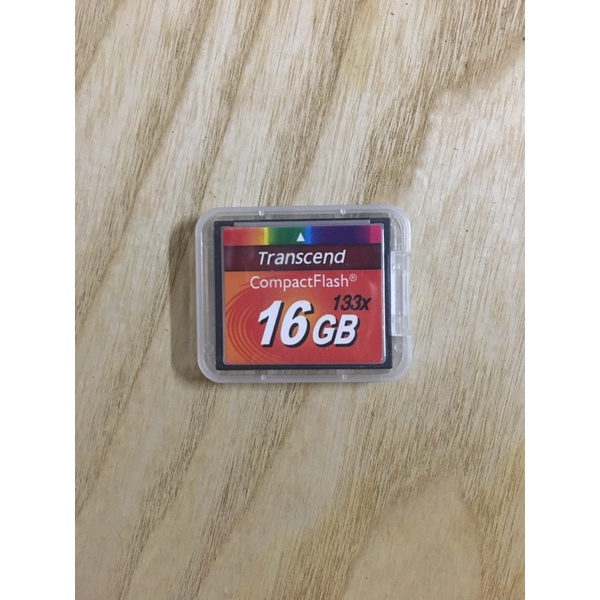 Transcend
CompactFlash®
133x
16GB